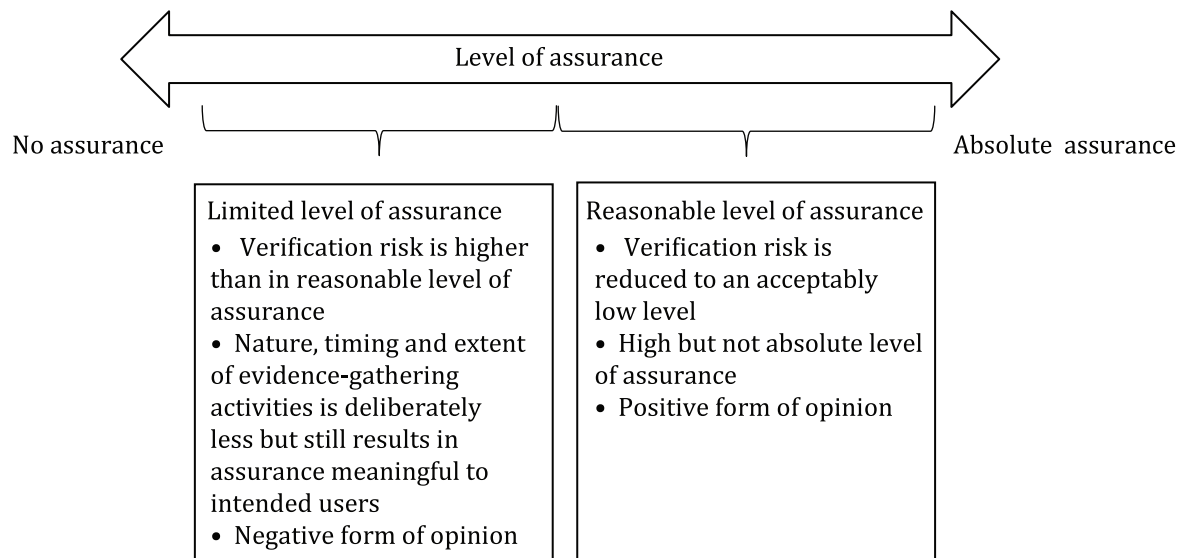 Level of assurance
No assurance
Absolute assurance
Limited level of assurance
• Verification risk is higher
than in reasonable level of
assurance
• Nature, timing and extent
of evidence-gathering
activities is deliberately
less but still results in
assurance meaningful to
intended users
• Negative form of opinion
Reasonable level of assurance
• Verification risk is
reduced to an acceptably
low level
• High but not absolute level
of assurance
• Positive form of opinion